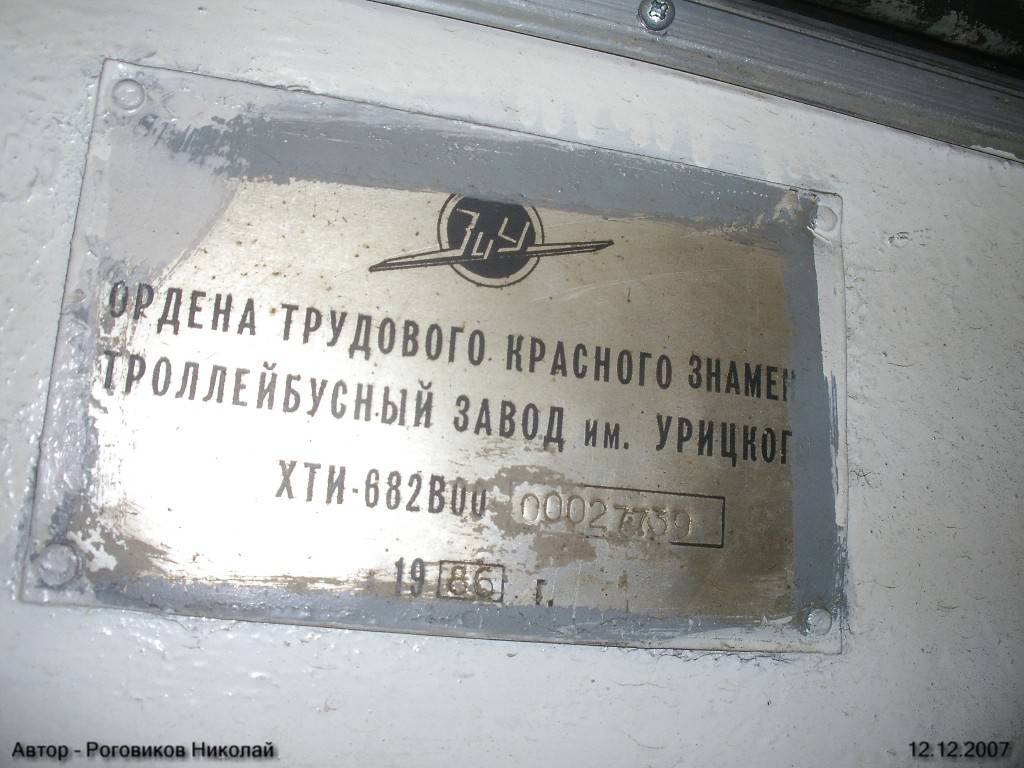 ЗиУ
ОРДЕНА ТРУДОВОГО КРАСНОГО ЗНАМЕН
ТРОЛЛЕЙБУСНЫЙ ЗАВОД им. УРИЦКОГ
ХТИ-682В00 00027739
19 86 г.
Автор - Роговиков Николай
12.12.2007